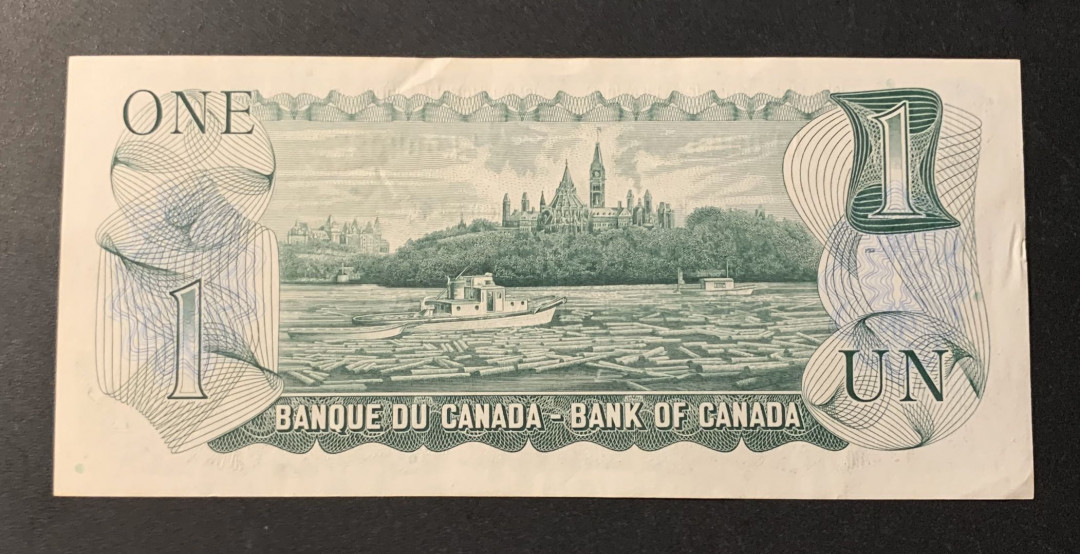 ONE
1
1
UN
BANQUE DU CANADA - BANK OF CANADA